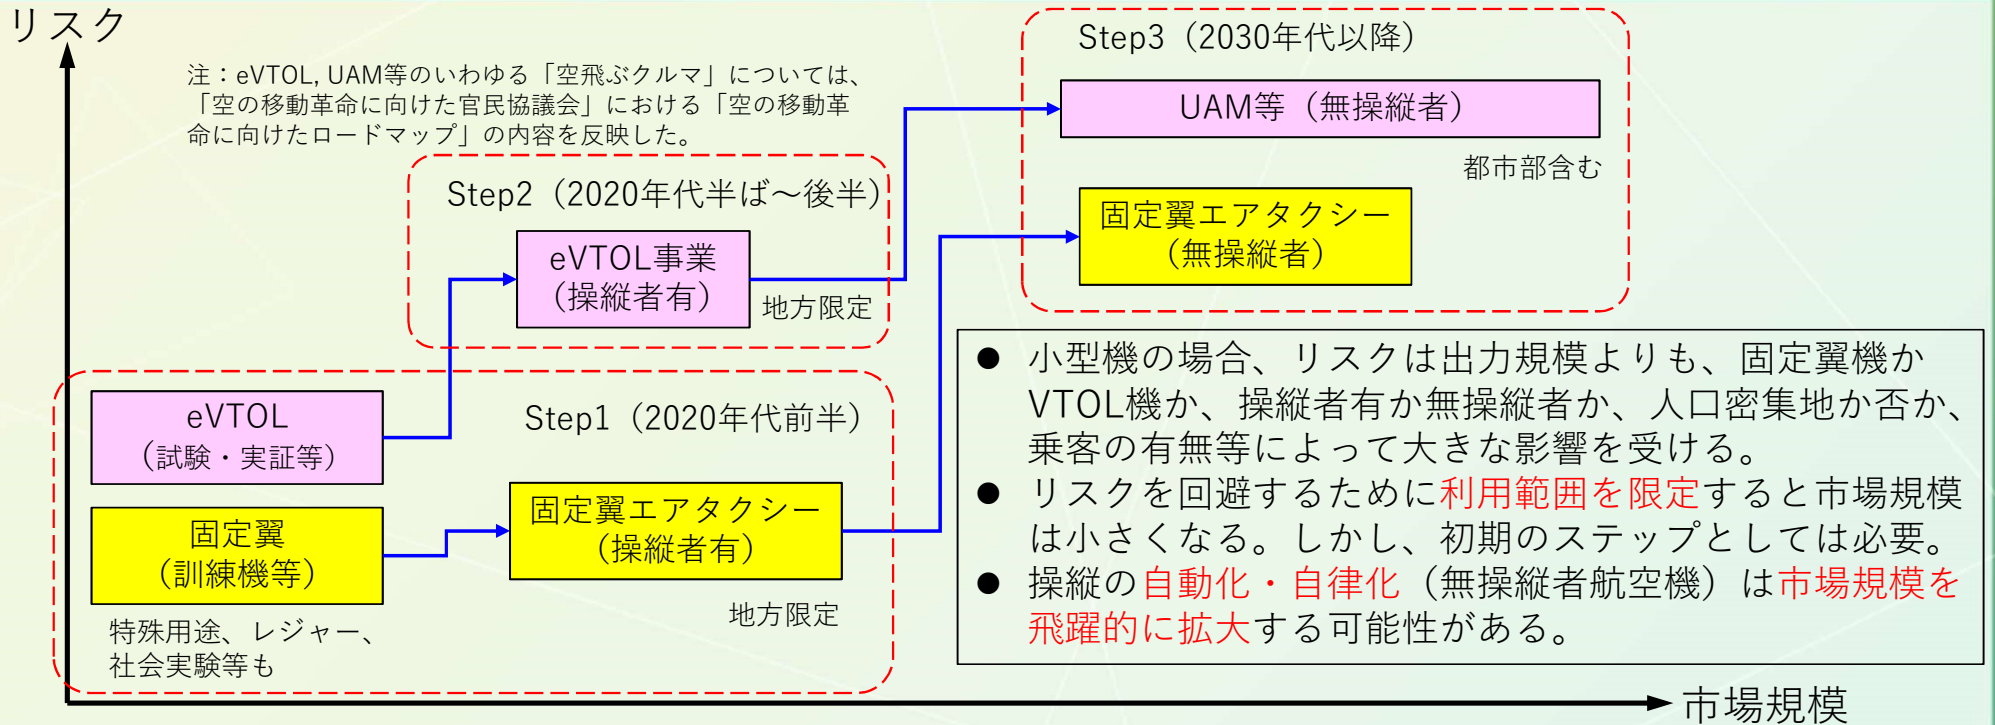 リスク
注：eVTOL, UAM等のいわゆる「空飛ぶクルマ」については、
「空の移動革命に向けた官民協議会」における「空の移動革
命に向けたロードマップ」の内容を反映した。
Step3（2030年代以降）
UAM等（無操縦者）
都市部含む
固定翼エアタクシー
（無操縦者）
Step2（2020年代半ば～後半）
eVTOL事業
（操縦者有）
地方限定
Step1（2020年代前半）
eVTOL
（試験・実証等）
固定翼
（訓練機等）
特殊用途、レジャー、
社会実験等も
固定翼エアタクシー
（操縦者有）
地方限定
● 小型機の場合、リスクは出力規模よりも、固定翼機か
VTOL機か、操縦者有か無操縦者か、人口密集地か否か、
乗客の有無等によって大きな影響を受ける。
● リスクを回避するために利用範囲を限定すると市場規模
は小さくなる。しかし、初期のステップとしては必要。
● 操縦の自動化・自律化（無操縦者航空機）は市場規模を
飛躍的に拡大する可能性がある。
市場規模